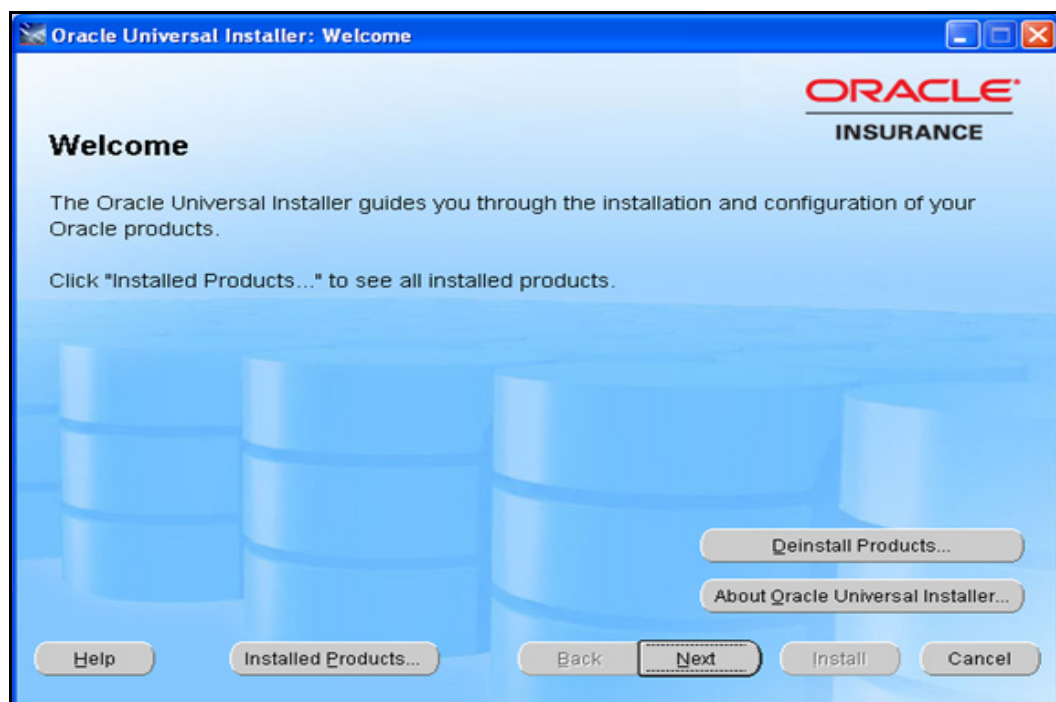 Oracle Universal Installer: Welcome
ORACLE
INSURANCE
Welcome
The Oracle Universal Installer guides you through the installation and configuration of your
Oracle products.
Click "Installed Products..." to see all installed products.
Deinstall Products...
About Oracle Universal Installer...
Help Installed Products... Back Next Install Cancel